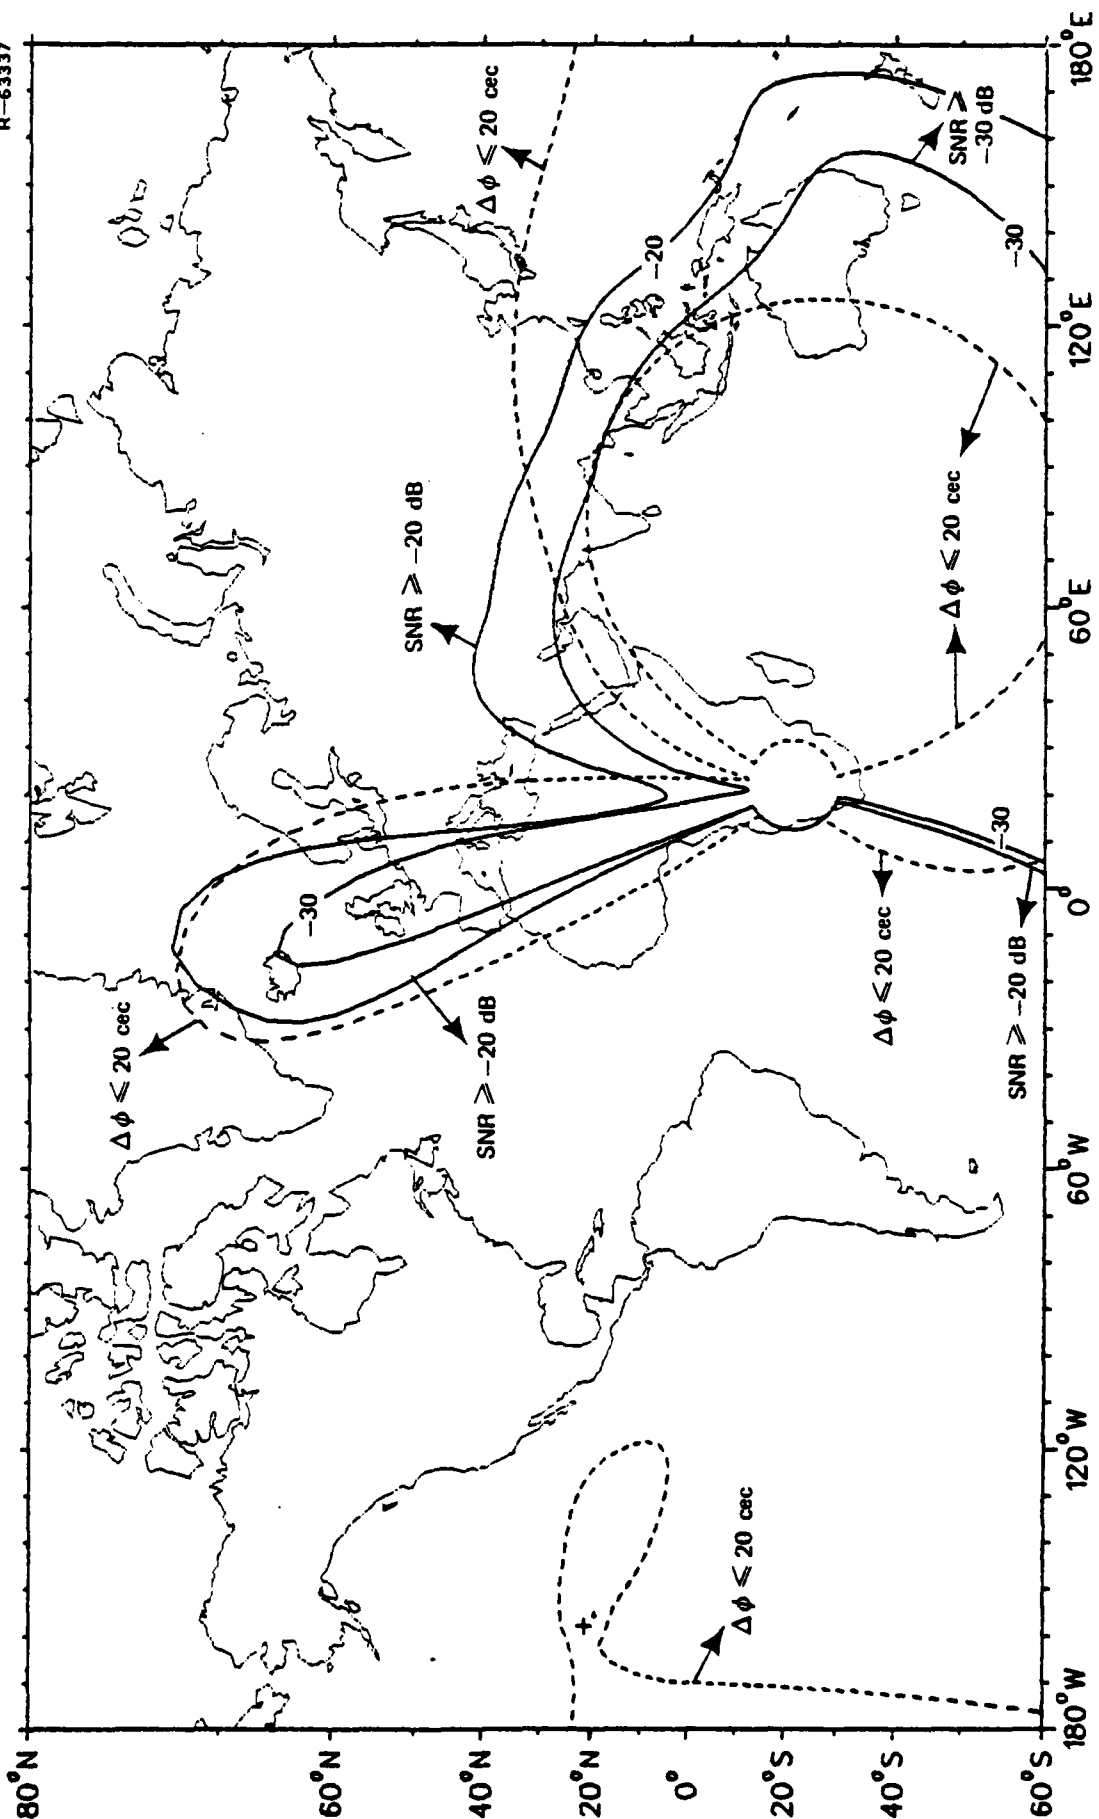 R-63337
80°N
60°N
40°N
20°N
0°
20°S
40°S
60°S
180°W
120°W
60°W
0°
60°E
120°E
180°E
Δϕ ⩽ 20 cec
SNR ⩾ -20 dB
-30
SNR ⩾ -20 dB
Δϕ ⩽ 20 cec
-20
SNR ⩾
-30 dB
-30
Δϕ ⩽ 20 cec
Δϕ ⩽ 20 cec
-30
SNR ⩾ -20 dB
Δϕ ⩽ 20 cec
+